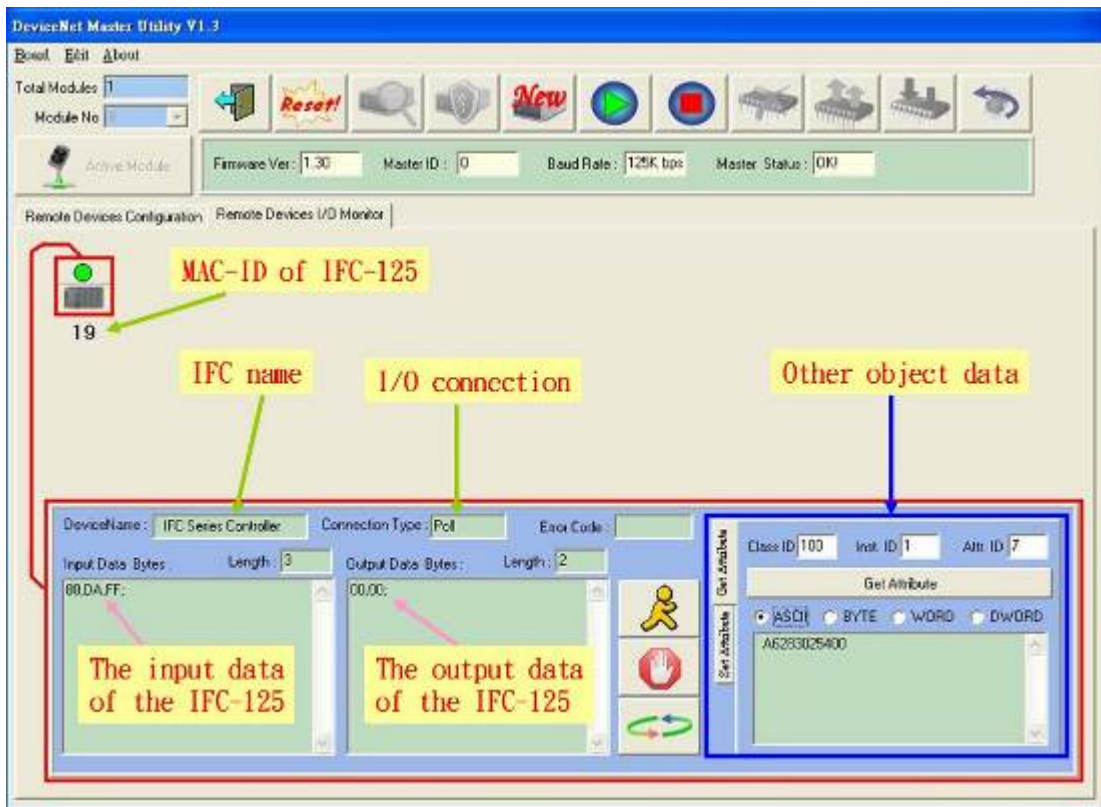 DeviceNet Master Utility V1.3
Board Edit About
Total Modules 1
Module No
Reset!
New
Active Module
Firmware Ver : 1.30 Master ID : 0 Baud Rate : 125K bps Master Status : OK!
Remote Devices Configuration Remote Devices I/O Monitor
MAC-ID of IFC-125
19
IFC name
I/O connection
Other object data
DeviceName : IFC Series Controller Connection Type : Poll Error Code :
Input Data Bytes : Length : 3 Output Data Bytes : Length : 2
,DA,FF;
00,00;
The input data
of the IFC-125
The output data
of the IFC-125
Get Attribute
Set Attribute
Class ID 100 Inst. ID 1 Attr. ID 7
Get Attribute
ASCII BYTE WORD DWORD
A6283025400